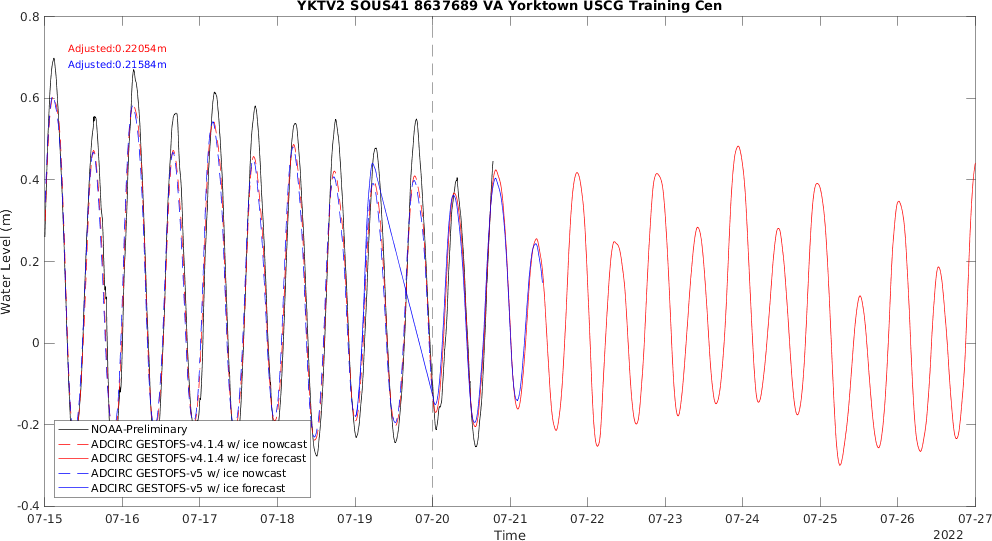 YKTV2 SOUS41 8637689 VA Yorktown USCG Training Cen
Adjusted:0.22054m
Adjusted:0.21584m
0.8
0.6
0.4
0.2
0
-0.2
-0.4
Water Level (m)
NOAA-Preliminary
ADCIRC GESTOFS-v4.1.4 w/ ice nowcast
ADCIRC GESTOFS-v4.1.4 w/ ice forecast
ADCIRC GESTOFS-v5 w/ ice nowcast
ADCIRC GESTOFS-v5 w/ ice forecast
07-15 07-16 07-17 07-18 07-19 07-20 07-21 07-22 07-23 07-24 07-25 07-26 07-27
Time
2022